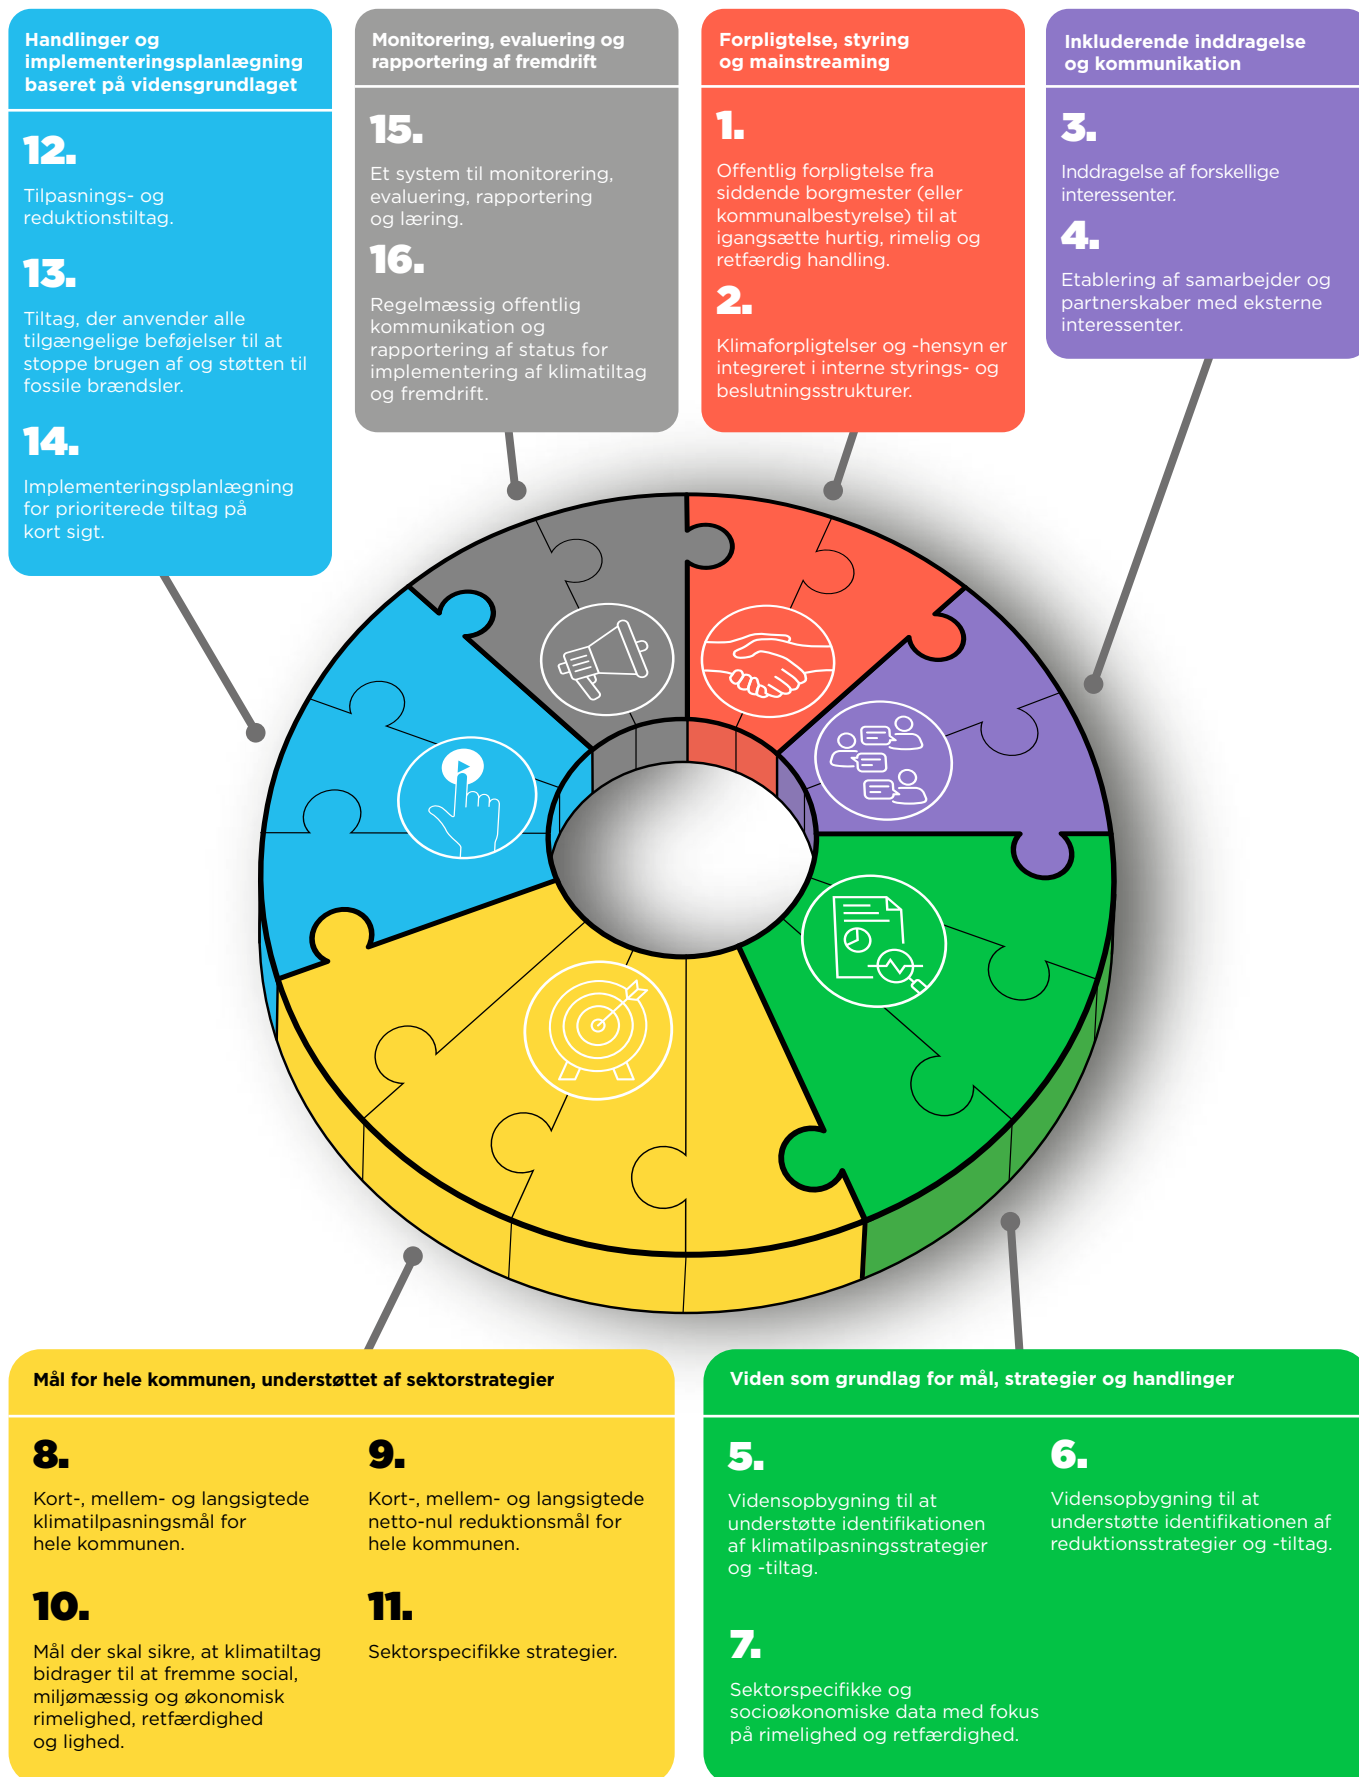 Handlinger og
implementeringsplanlægning
baseret på vidensgrundlaget
12.
Tilpasnings- og
reduktionstiltag.
13.
Tiltag, der anvender alle
tilgængelige beføjelser til at
stoppe brugen af og støtten til
fossile brændsler.
14.
Implementeringsplanlægning
for prioriterede tiltag på
kort sigt.
Monitorering, evaluering og
rapportering af fremdrift
15.
Et system til monitorering,
evaluering, rapportering
og læring.
16.
Regelmæssig offentlig
kommunikation og
rapportering af status for
implementering af klimatiltag
og fremdrift.
Forpligtelse, styring
og mainstreaming
1.
Offentlig forpligtelse fra
siddende borgmester (eller
kommunalbestyrelse) til at
igangsætte hurtig, rimelig og
retfærdig handling.
2.
Klimaforpligtelser og -hensyn er
integreret i interne styrings- og
beslutningsstrukturer.
Inkluderende inddragelse
og kommunikation
3.
Inddragelse af forskellige
interessenter.
4.
Etablering af samarbejder og
partnerskaber med eksterne
interessenter.
Mål for hele kommunen, understøttet af sektorstrategier
8.
Kort-, mellem- og langsigtede
klimatilpasningsmål for
hele kommunen.
9.
Kort-, mellem- og langsigtede
netto-nul reduktionsmål for
hele kommunen.
10.
Mål der skal sikre, at klimatiltag
bidrager til at fremme social,
miljømæssig og økonomisk
rimelighed, retfærdighed
og lighed.
11.
Sektorspecifikke strategier.
Viden som grundlag for mål, strategier og handlinger
5.
Vidensopbygning til at
understøtte identifikationen
af klimatilpasningsstrategier
og -tiltag.
6.
Vidensopbygning til at
understøtte identifikationen af
reduktionsstrategier og -tiltag.
7.
Sektorspecifikke og
socioøkonomiske data med fokus
på rimelighed og retfærdighed.